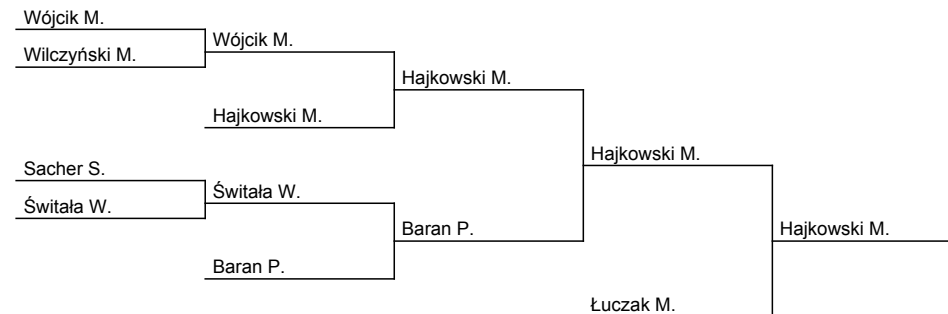 Wójcik M.
Wilczyński M.
Wójcik M.
Hajkowski M.
Hajkowski M.
Sacher S.
Świtała W.
Świtała W.
Baran P.
Baran P.
Hajkowski M.
Łuczak M.
Hajkowski M.